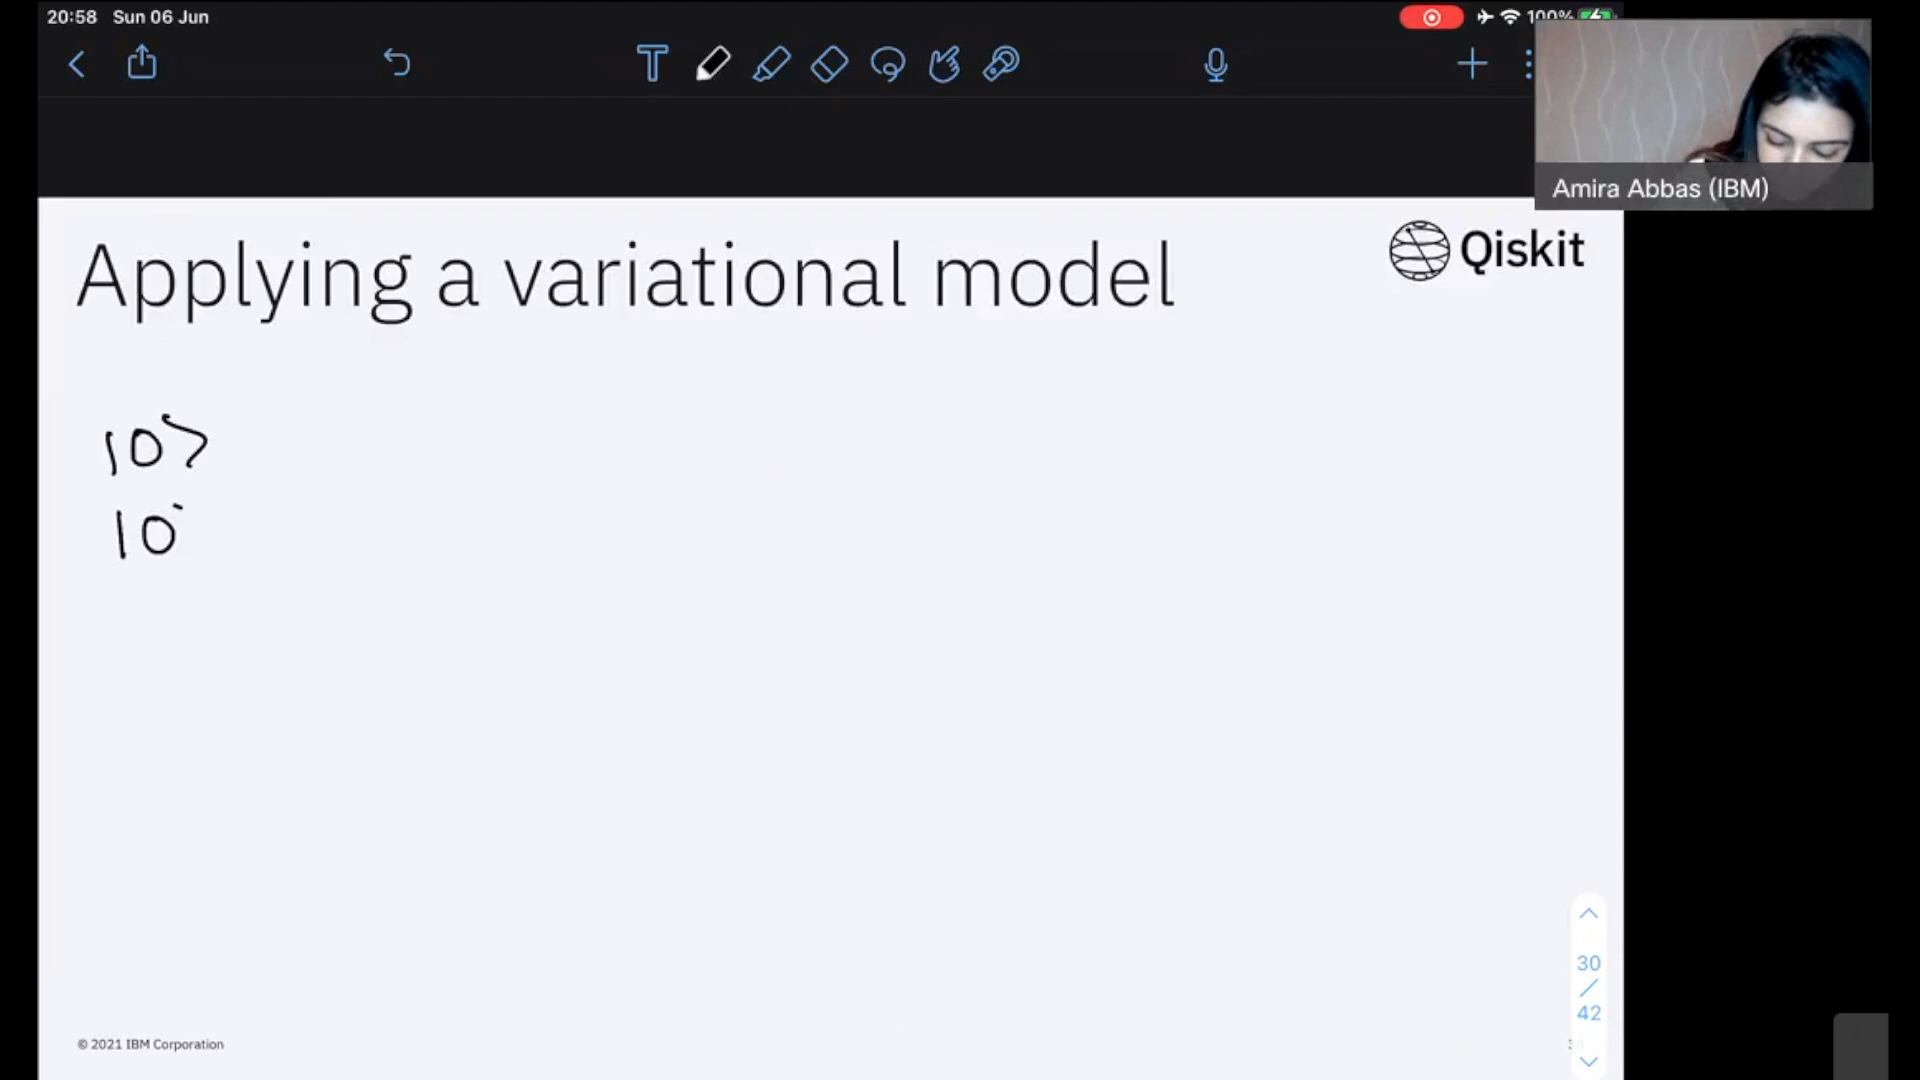 20:58 Sun 06 Jun
100%
Amira Abbas (IBM)
Applying a variational model
Qiskit
|0>
|0
30
/
42
© 2021 IBM Corporation